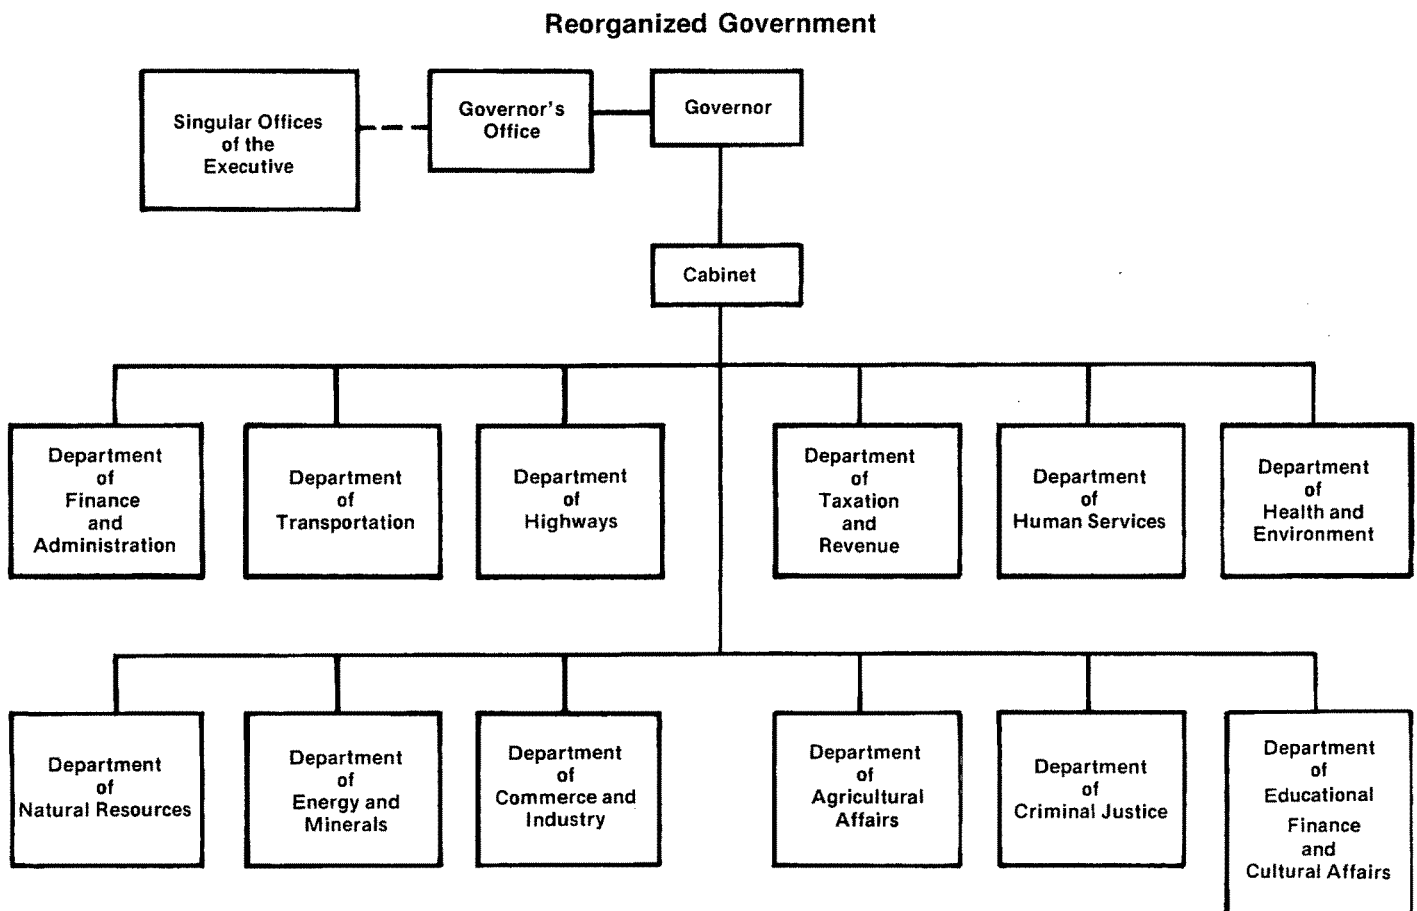 Reorganized Government
Singular Offices
of the
Executive
Governor's
Office
Governor
Cabinet
Department
of
Finance
and
Administration
Department
of
Transportation
Department
of
Highways
Department
of
Taxation
and
Revenue
Department
of
Human Services
Department
of
Health and
Environment
Department
of
Natural Resources
Department
of
Energy and
Minerals
Department
of
Commerce and
Industry
Department
of
Agricultural
Affairs
Department
of
Criminal Justice
Department
of
Educational
Finance
and
Cultural Affairs